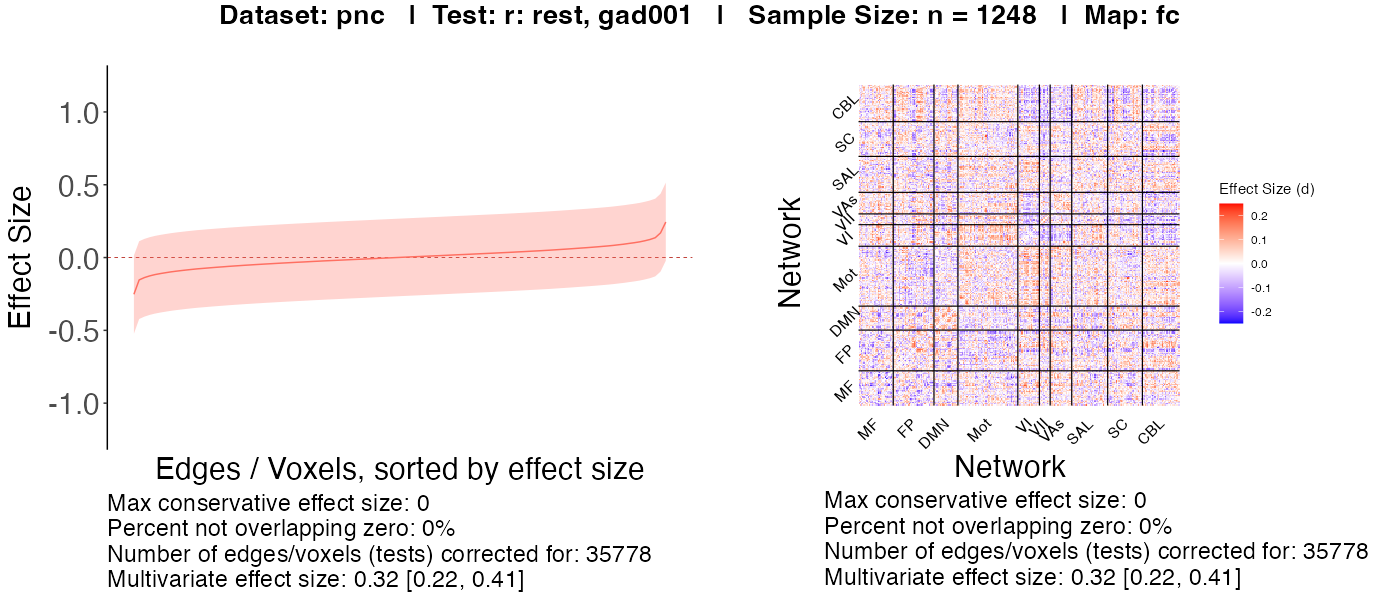 Dataset: pnc | Test: r: rest, gad001 | Sample Size: n = 1248 | Map: fc
Effect Size
1.0
0.5
0.0
-0.5
-1.0
Edges / Voxels, sorted by effect size
Max conservative effect size: 0
Percent not overlapping zero: 0%
Number of edges/voxels (tests) corrected for: 35778
Multivariate effect size: 0.32 [0.22, 0.41]
Network
CBL
SC
SAL
VAs
VII
VI
Mot
DMN
FP
MF
MF
FP
DMN
Mot
VI
VII
VAs
SAL
SC
CBL
Network
Effect Size (d)
0.2
0.1
0.0
-0.1
-0.2
Max conservative effect size: 0
Percent not overlapping zero: 0%
Number of edges/voxels (tests) corrected for: 35778
Multivariate effect size: 0.32 [0.22, 0.41]